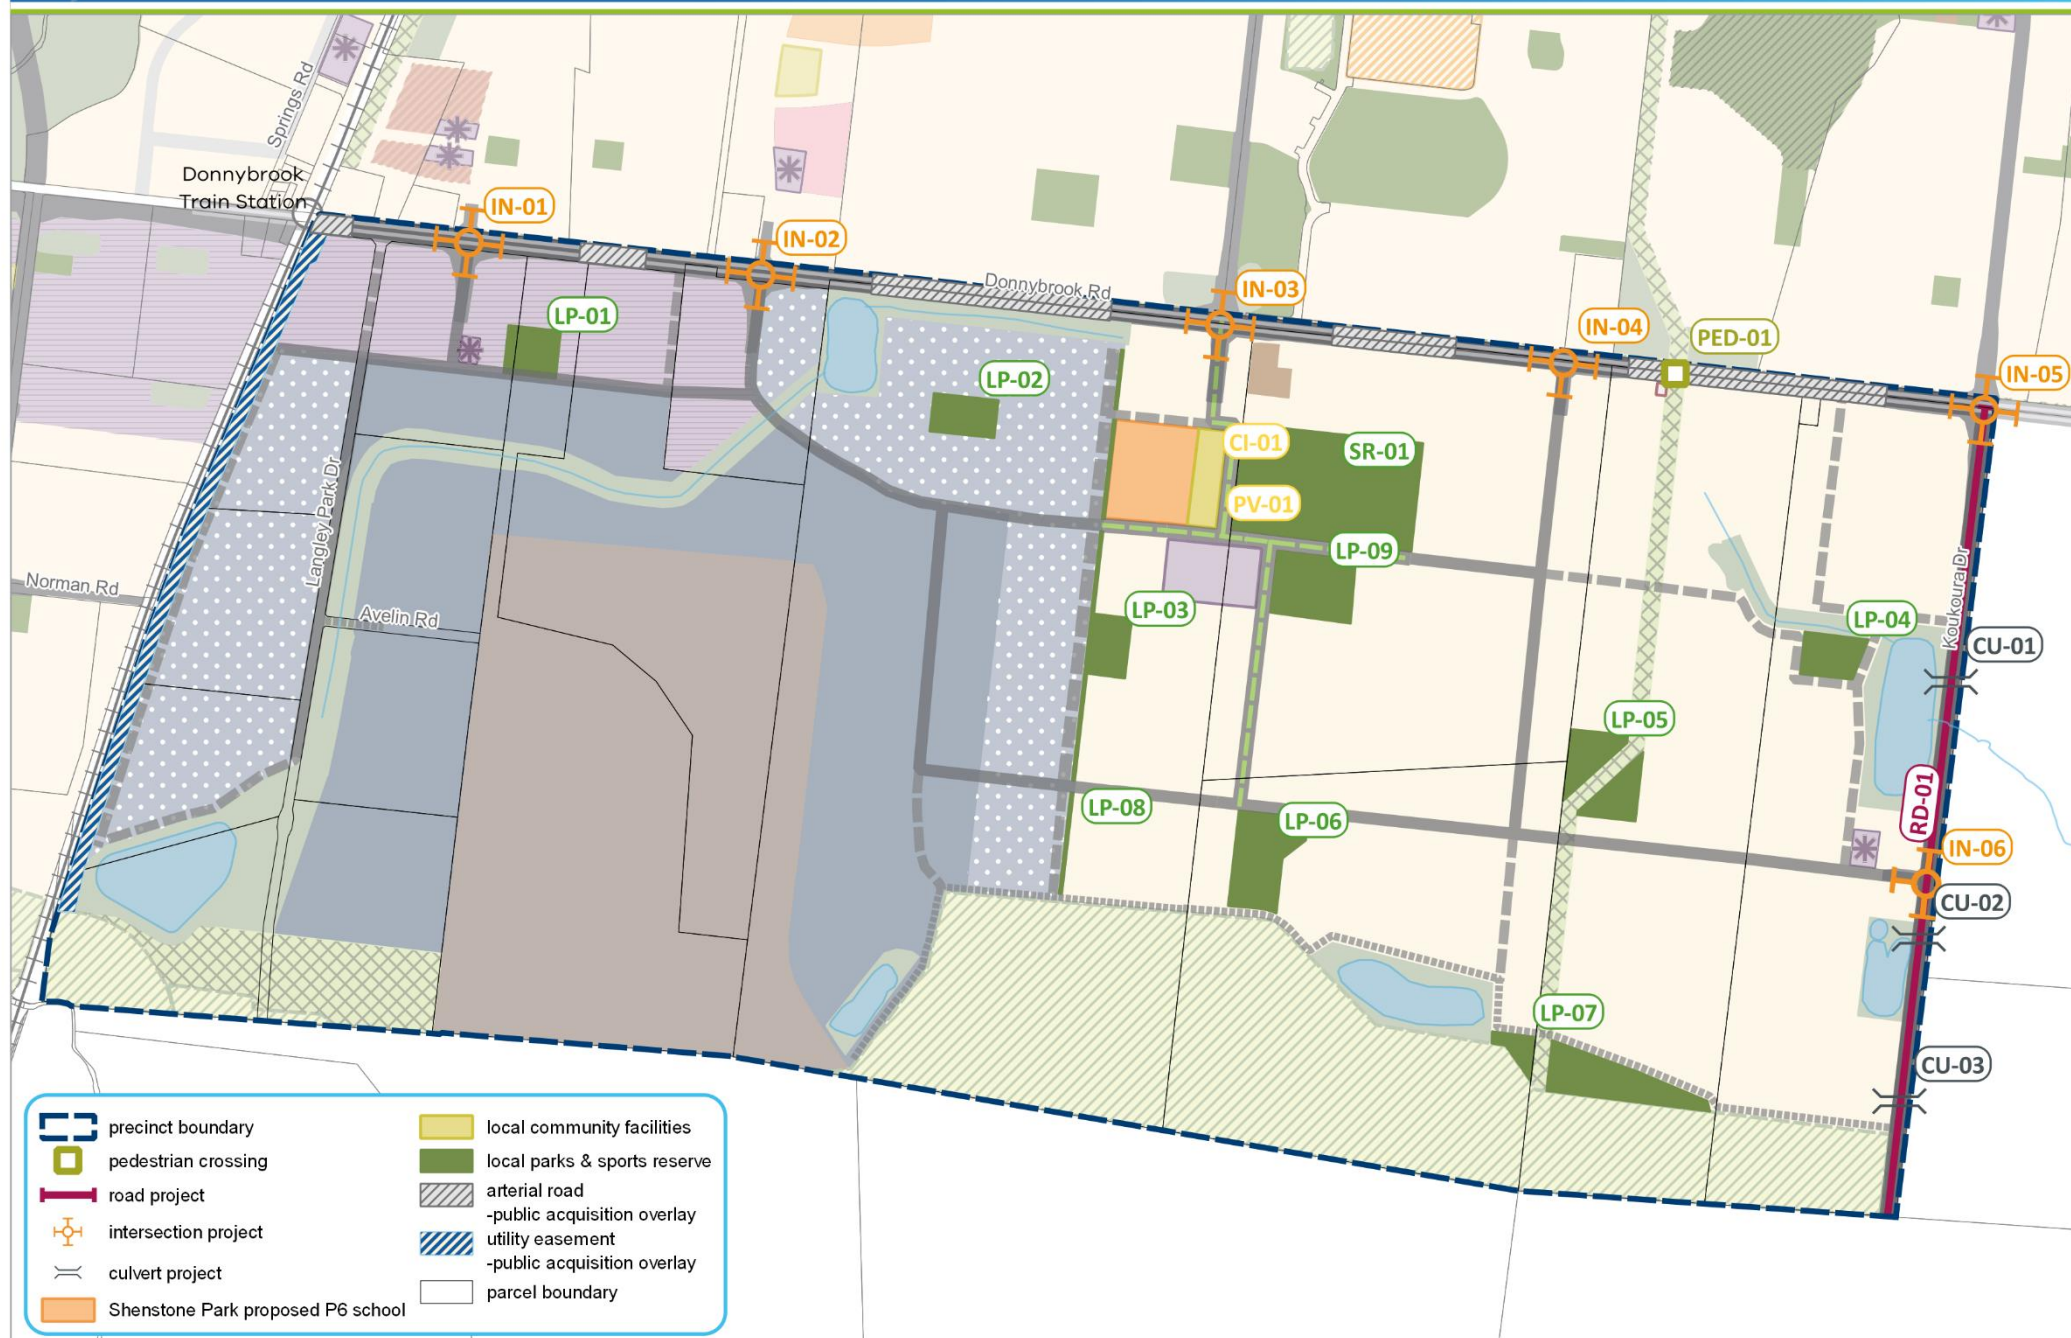 Springs Rd
Donnybrook
Train Station
IN-01
IN-02
Donnybrook Rd
IN-03
IN-04
PED-01
IN-05
LP-01
LP-02
CI-01
SR-01
PV-01
LP-09
Langley Park Dr
Norman Rd
Avelin Rd
LP-03
LP-04
Koukoura Dr
CU-01
LP-05
RD-01
LP-08
LP-06
IN-06
CU-02
LP-07
CU-03
precinct boundary
pedestrian crossing
road project
intersection project
culvert project
Shenstone Park proposed P6 school
local community facilities
local parks & sports reserve
arterial road
-public acquisition overlay
utility easement
-public acquisition overlay
parcel boundary